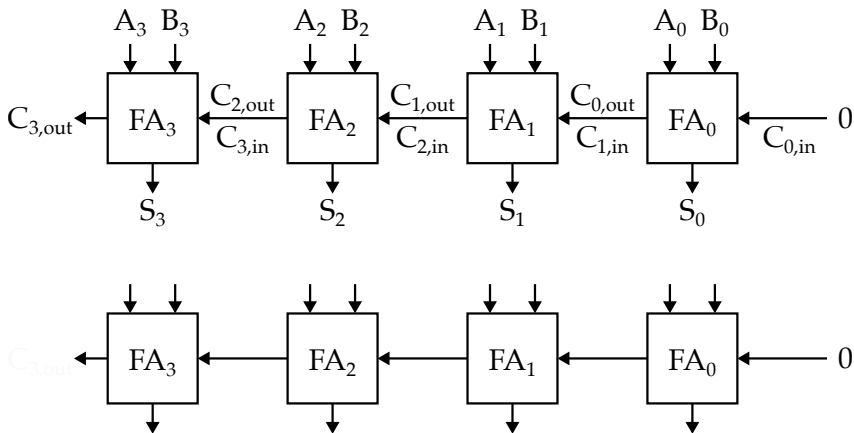 A₃ B₃ A₂ B₂ A₁ B₁ A₀ B₀
C₂,out C₁,out C₀,out
C₃,out FA₃ FA₂ FA₁ FA₀ 0
C₃,in C₂,in C₁,in C₀,in
S₃ S₂ S₁ S₀
C₃,out FA₃ FA₂ FA₁ FA₀ 0